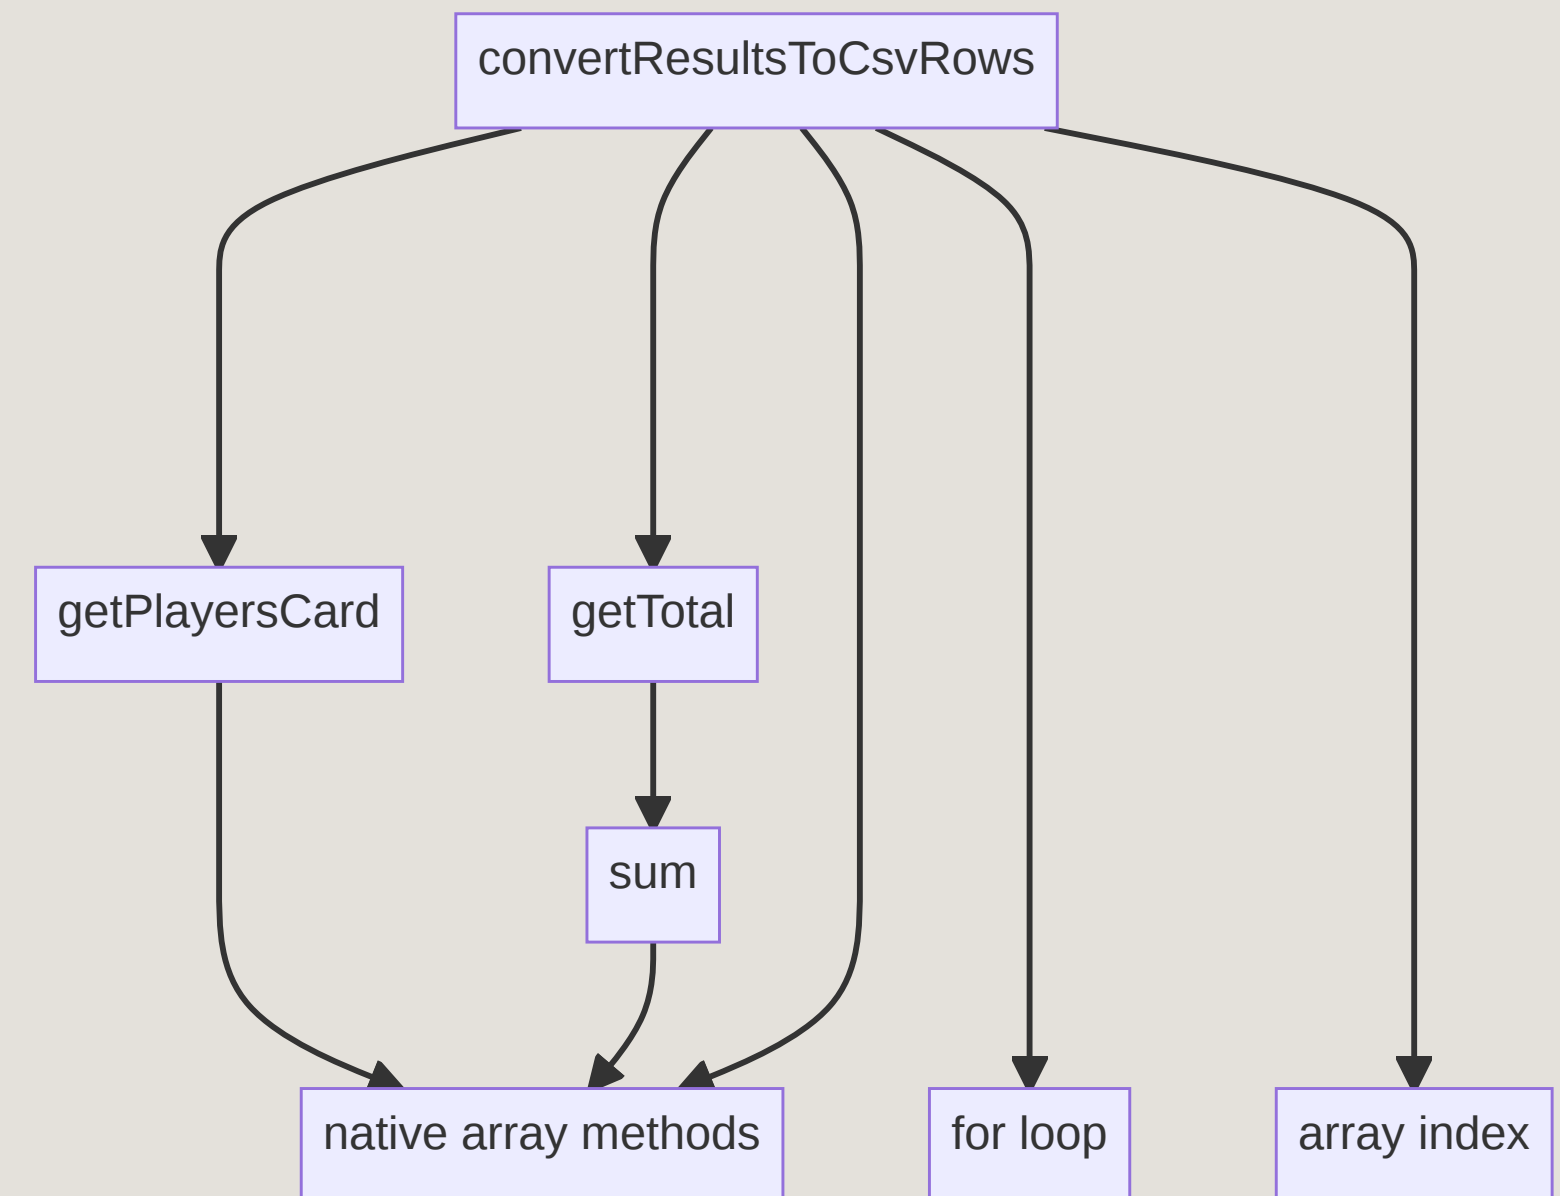 convertResultsToCsvRows
getPlayersCard
getTotal
sum
native array methods
for loop
array index